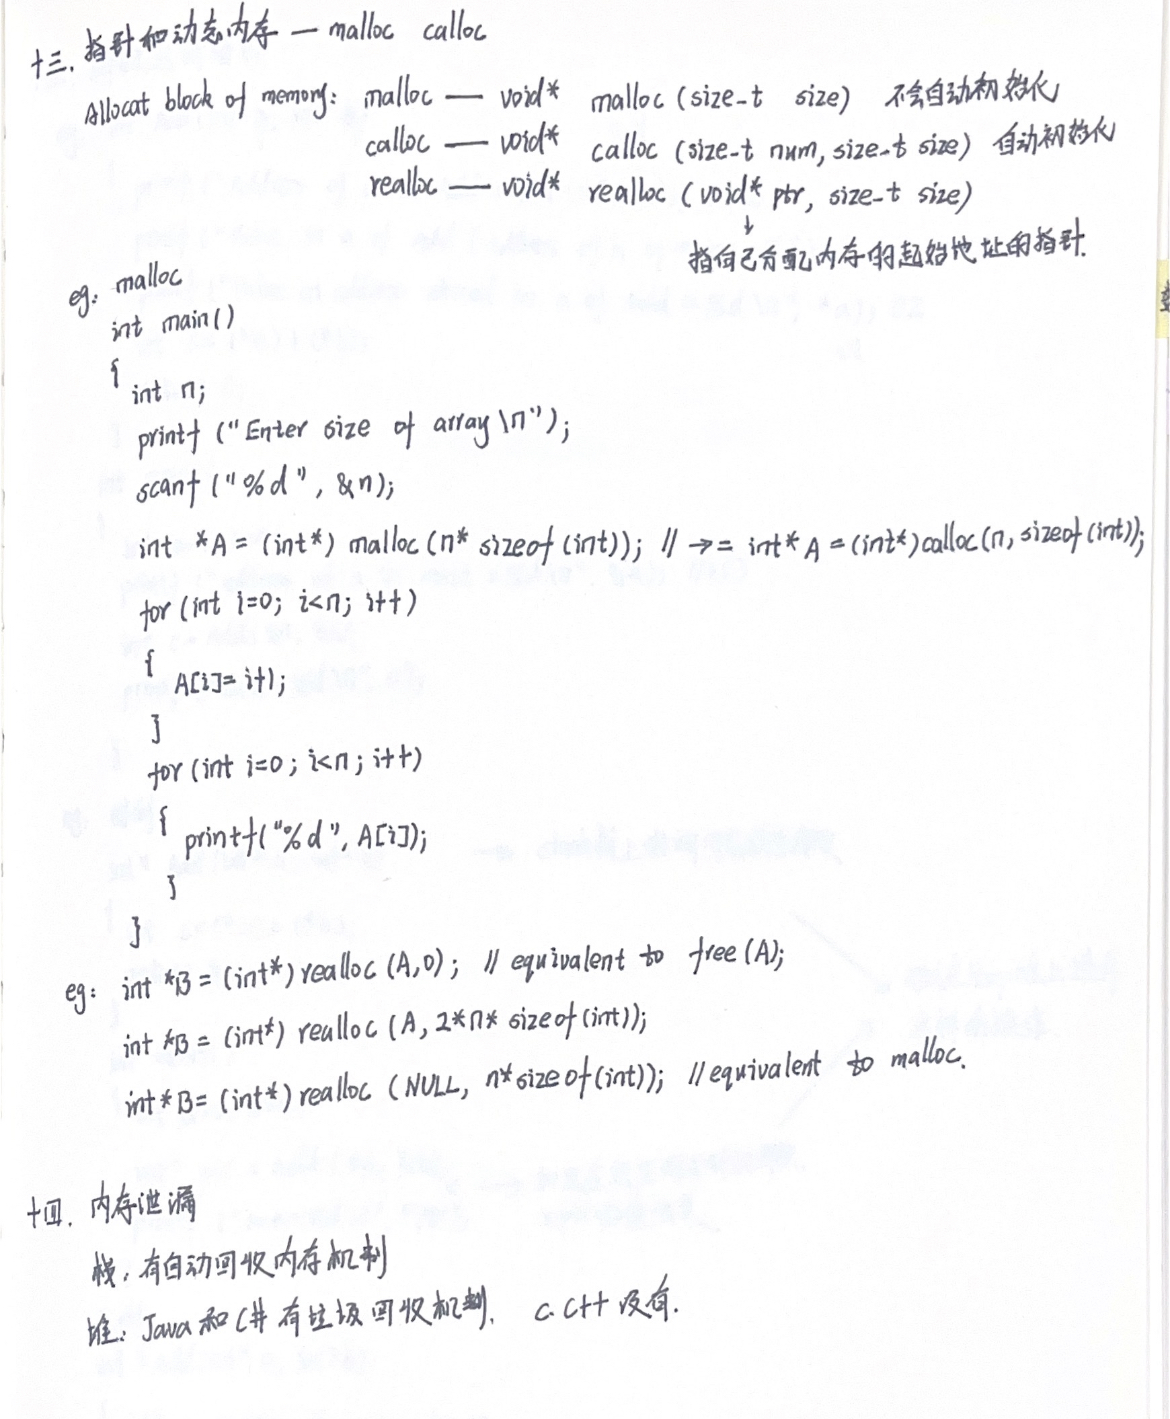 十三. 指针和动态内存 — malloc calloc
Allocat block of memory: malloc — void* malloc (size-t size) 不会自动初始化
calloc — void* calloc (size-t num, size-t size) 自动初始化
realloc — void* realloc (void* ptr, size-t size)
↓
指向已分配内存的起始地址的指针.
eg: malloc
int main()
{
int n;
printf ("Enter size of array \n");
scanf ("%d", &n);
int *A = (int*) malloc (n* sizeof (int)); // → = int* A = (int*) calloc (n, sizeof (int));
for (int i=0; i<n; i++)
{
A[i]= i+1;
}
for (int i=0; i<n; i++)
{
printf("%d", A[i]);
}
}
eg: int *B = (int*) realloc (A,0); // equivalent to free (A);
int *B = (int*) realloc (A, 2*n* sizeof (int));
int *B = (int*) realloc (NULL, n* sizeof (int)); // equivalent to malloc.
十四. 内存泄漏
栈: 有自动回收内存机制
堆: Java 和 C# 有垃圾回收机制. C. C++ 没有.